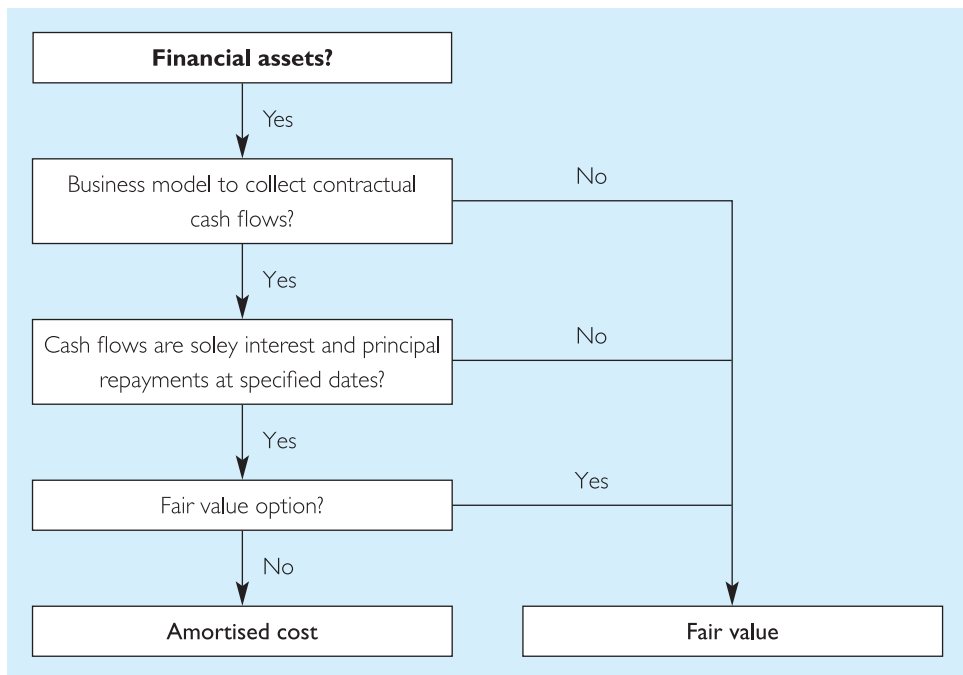 Financial assets?
Yes
Business model to collect contractual
cash flows?
No
Yes
Cash flows are soley interest and principal
repayments at specified dates?
No
Yes
Fair value option?
Yes
No
Amortised cost
Fair value